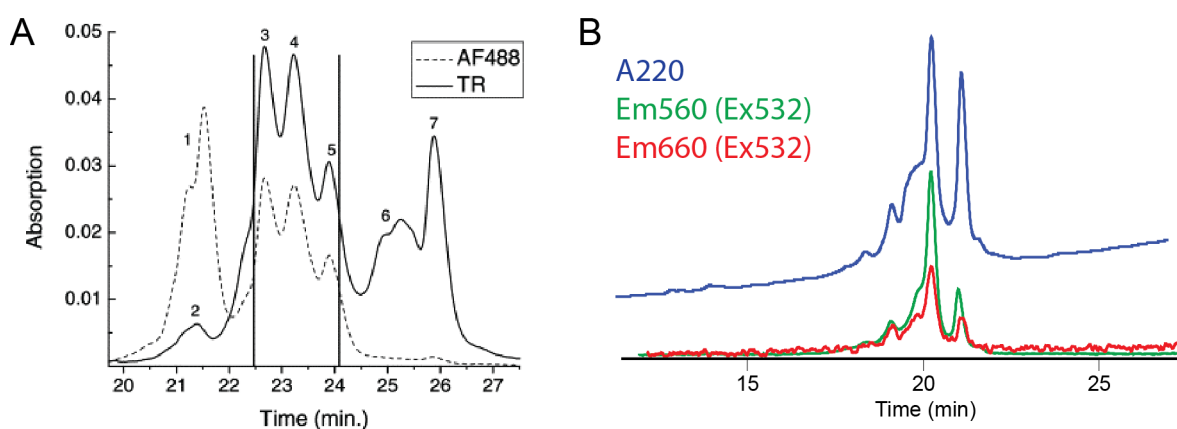 A
0.05
0.04
0.03
0.02
0.01
Absorption
1
2
3
4
5
6
7
AF488
TR
20 21 22 23 24 25 26 27
Time (min.)
B
A220
Em560 (Ex532)
Em660 (Ex532)
15 20 25
Time (min)